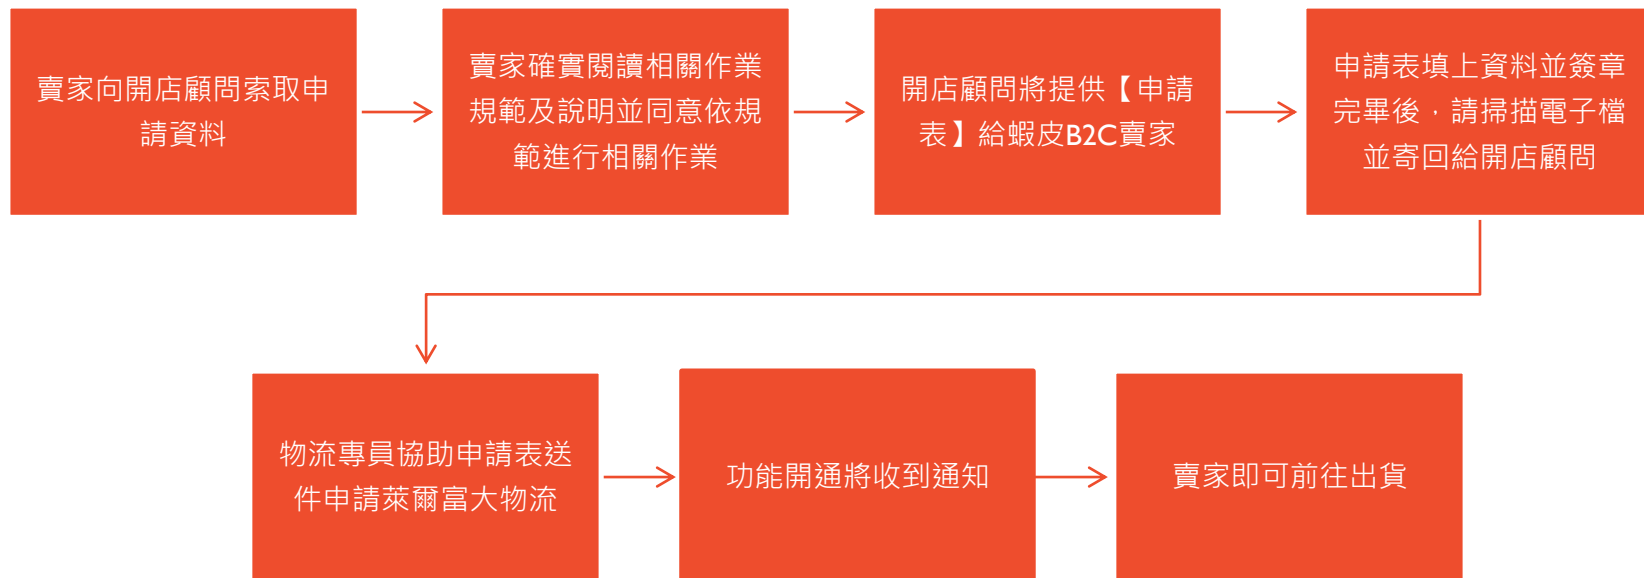 賣家向開店顧問索取申
請資料
賣家確實閱讀相關作業
規範及說明並同意依規
範進行相關作業
開店顧問將提供【申請
表】給蝦皮B2C賣家
申請表填上資料並簽章
完畢後，請掃描電子檔
並寄回給開店顧問
物流專員協助申請表送
件申請萊爾富大物流
功能開通將收到通知
賣家即可前往出貨